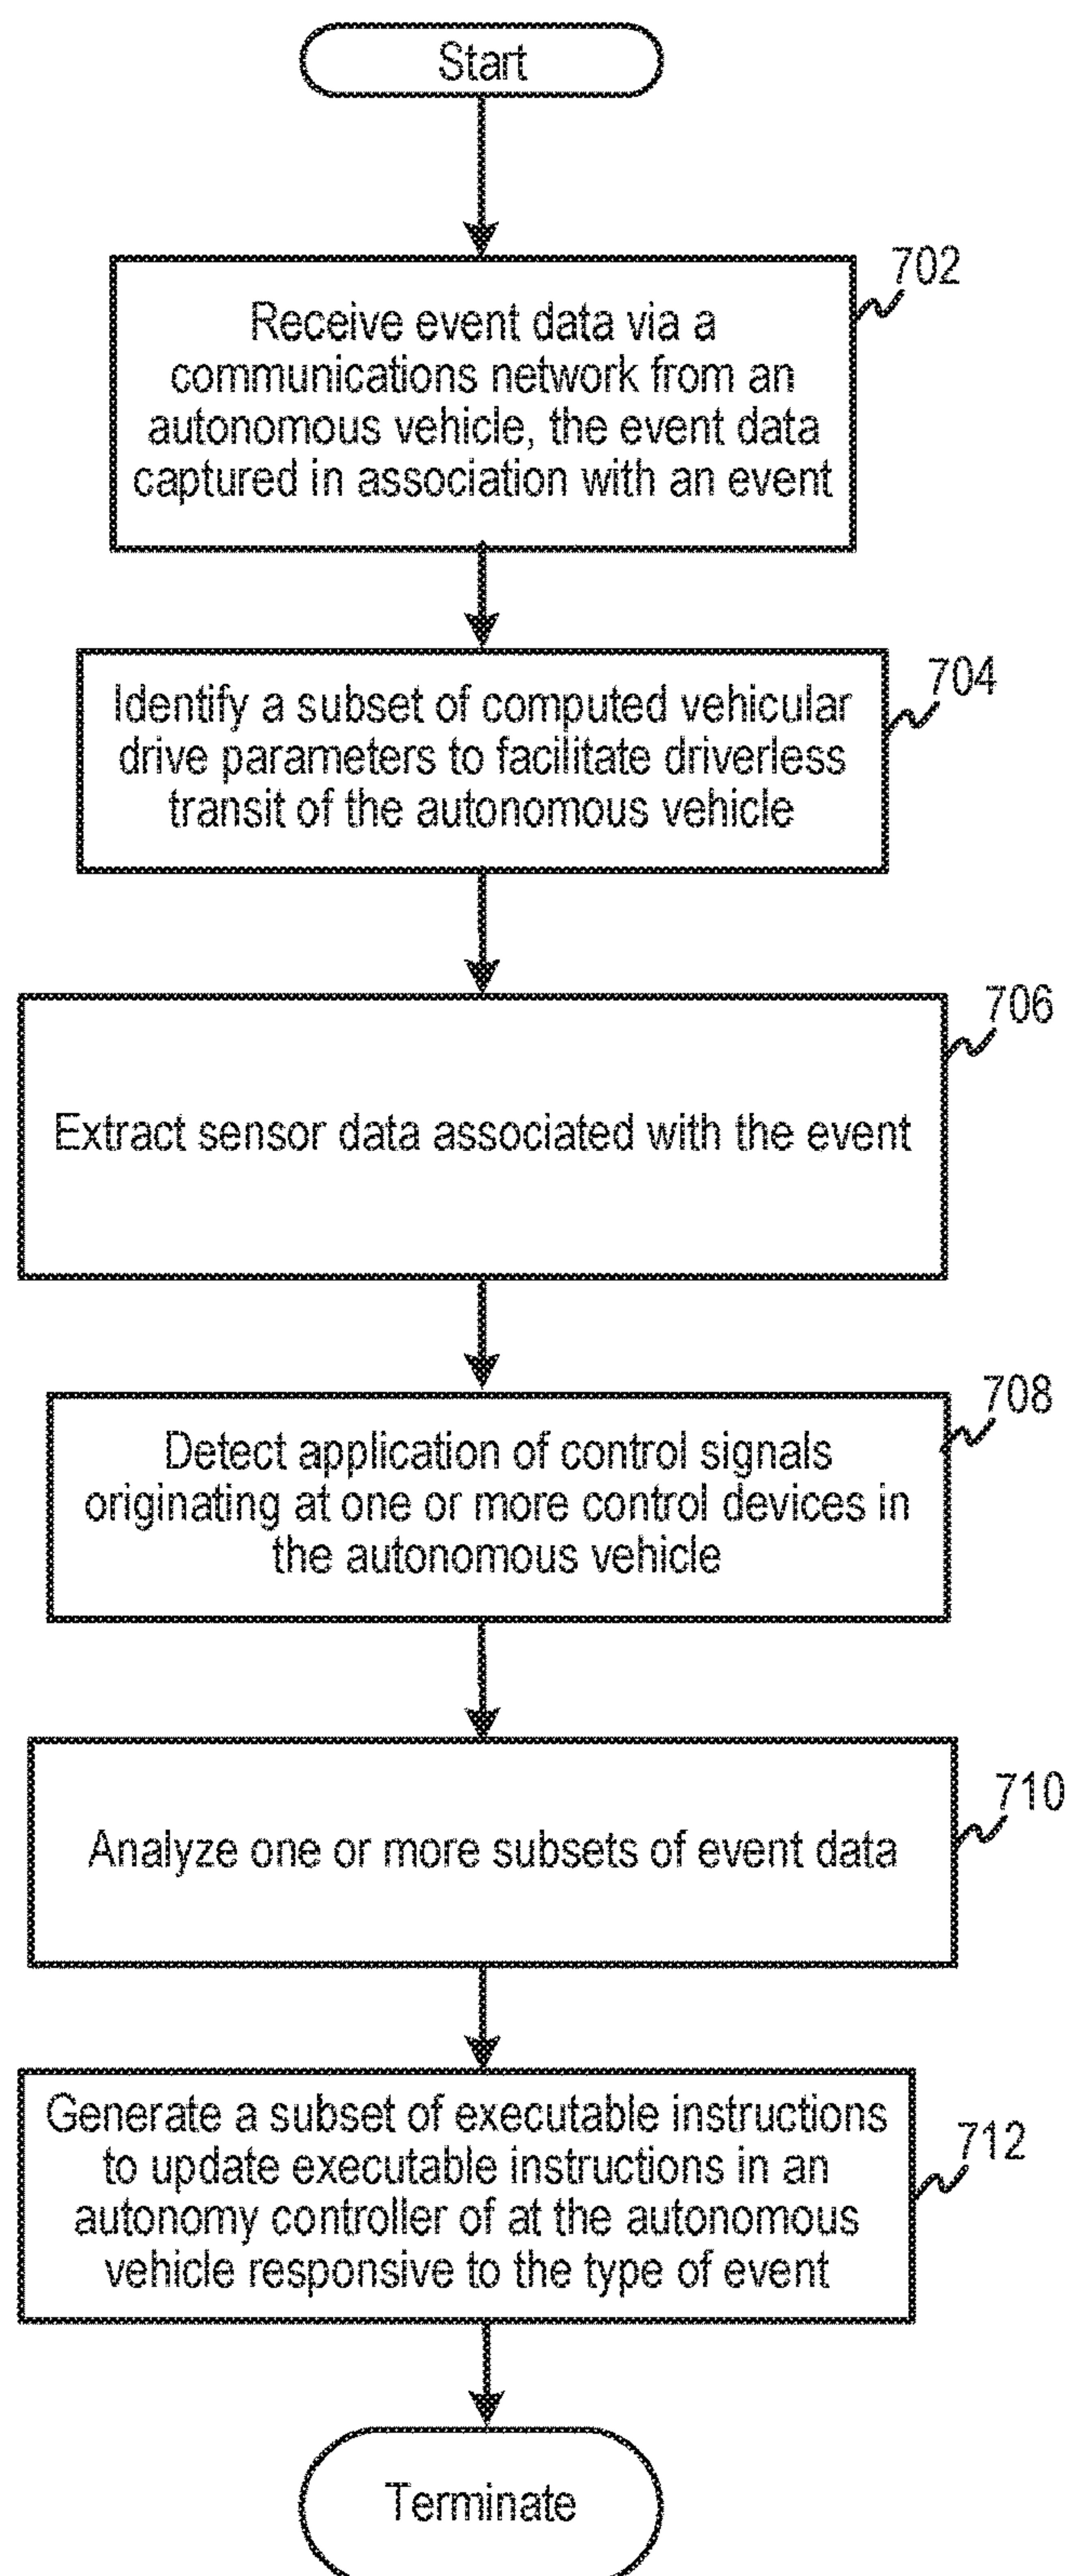 Start
702
Receive event data via a
communications network from an
autonomous vehicle, the event data
captured in association with an event
704
Identify a subset of computed vehicular
drive parameters to facilitate driverless
transit of the autonomous vehicle
706
Extract sensor data associated with the event
708
Detect application of control signals
originating at one or more control devices in
the autonomous vehicle
710
Analyze one or more subsets of event data
712
Generate a subset of executable instructions
to update executable instructions in an
autonomy controller of at the autonomous
vehicle responsive to the type of event
Terminate